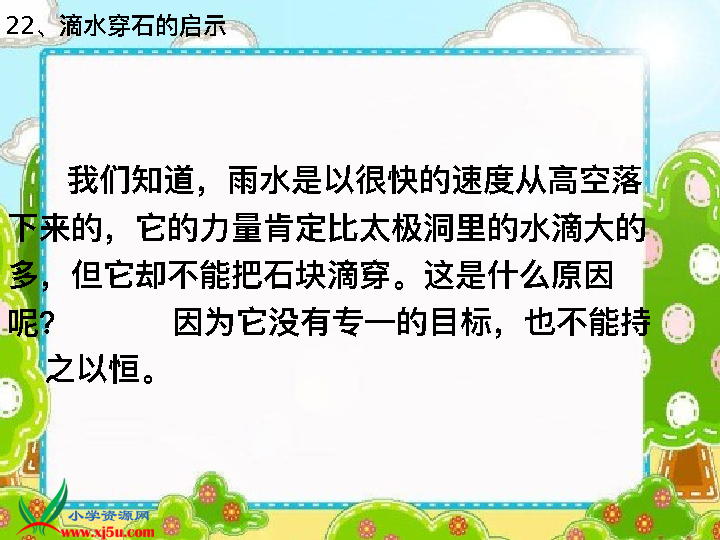 22、滴水穿石的启示
我们知道，雨水是以很快的速度从高空落
下来的，它的力量肯定比太极洞里的水滴大的
多，但它却不能把石块滴穿。这是什么原因
呢？ 因为它没有专一的目标，也不能持
之以恒。
小学资源网
www.xj5u.com